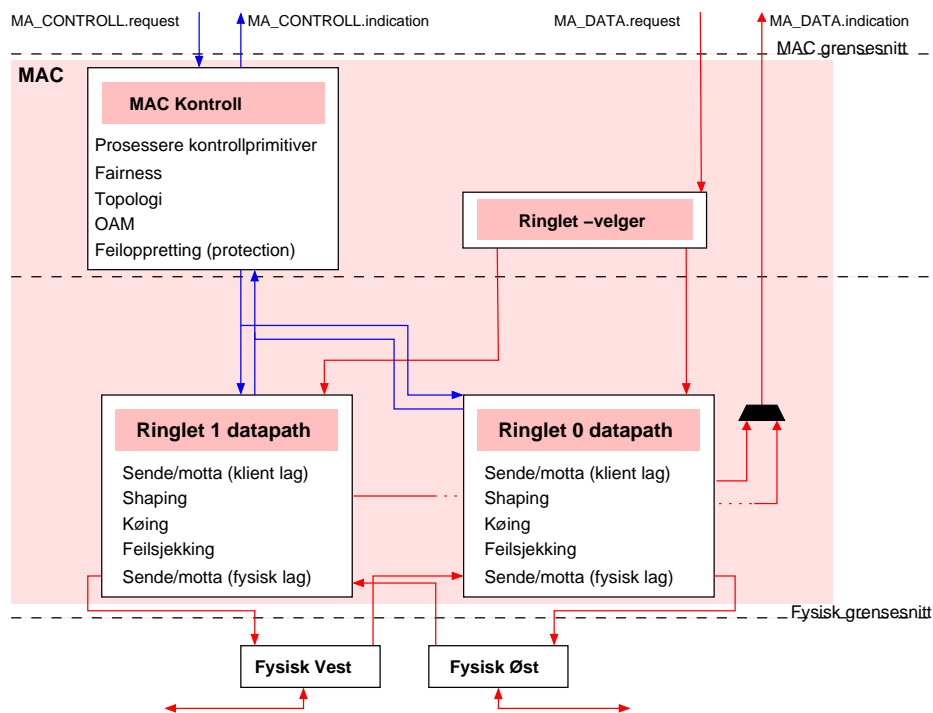 MA_CONTROLL.request
MA_CONTROLL.indication
MA_DATA.request
MA_DATA.indication
MAC grensesnitt
MAC
MAC Kontroll
Prosessere kontrollprimitiver
Fairness
Topologi
OAM
Feiloppretting (protection)
Ringlet –velger
Ringlet 1 datapath
Sende/motta (klient lag)
Shaping
Køing
Feilsjekking
Sende/motta (fysisk lag)
Ringlet 0 datapath
Sende/motta (klient lag)
Shaping
Køing
Feilsjekking
Sende/motta (fysisk lag)
Fysisk grensesnitt
Fysisk Vest
Fysisk Øst